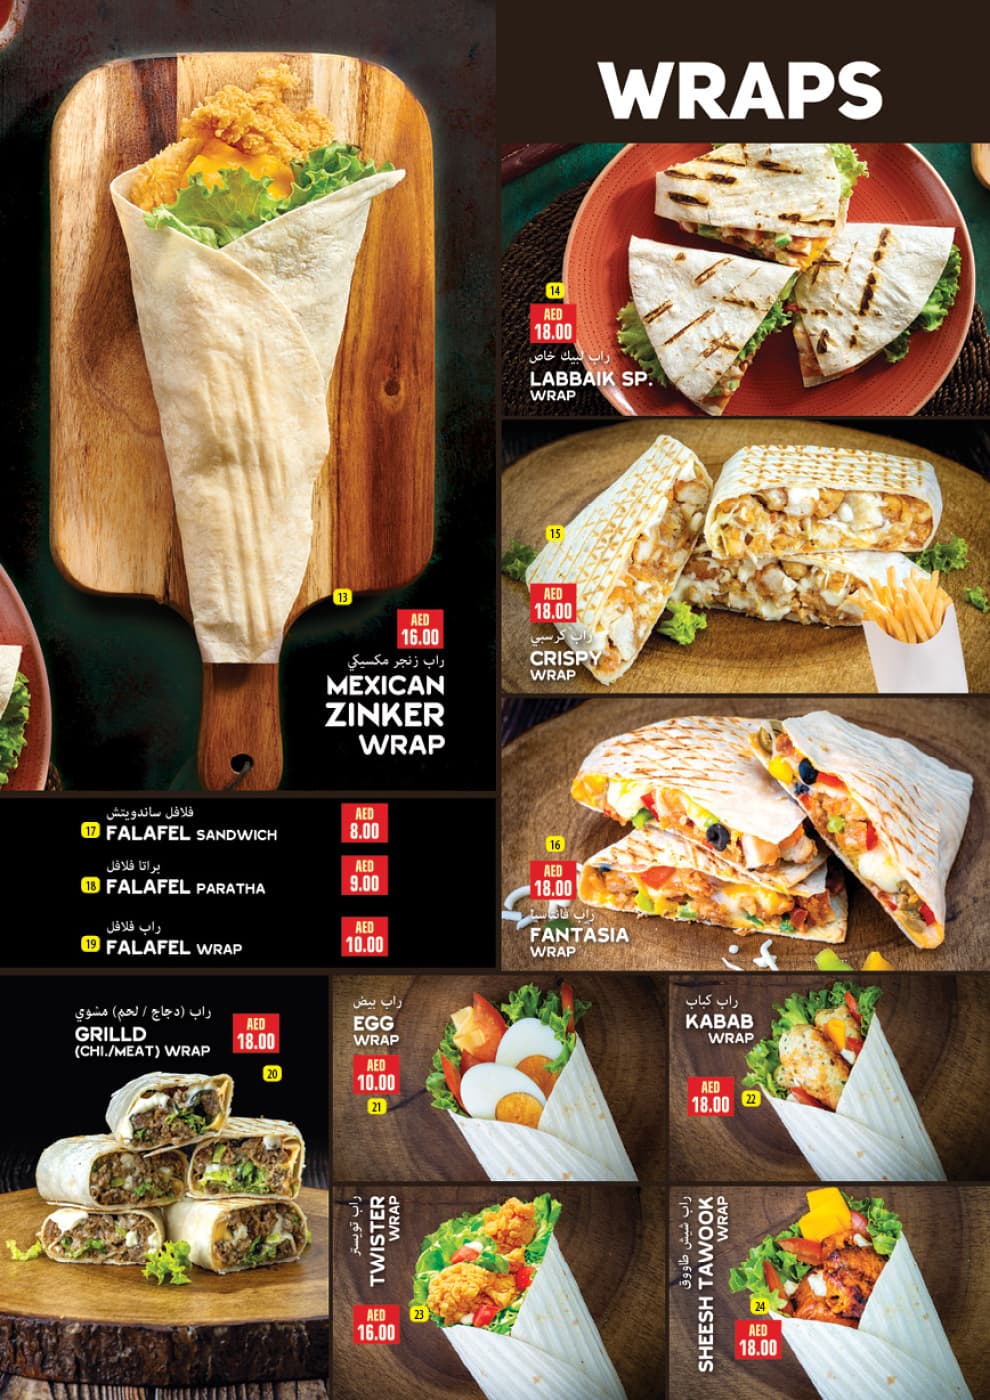 WRAPS
13
AED
16.00
راب زنجر مكسيكي
MEXICAN
ZINKER
WRAP
14
AED
18.00
راب لبيك خاص
LABBAIK SP.
WRAP
15
AED
18.00
راب كرسبي
CRISPY
WRAP
16
AED
18.00
راب فانتاسيا
FANTASIA
WRAP
فلافل ساندويتش
17 FALAFEL SANDWICH
AED
8.00
براتا فلافل
18 FALAFEL PARATHA
AED
9.00
راب فلافل
19 FALAFEL WRAP
AED
10.00
راب (دجاج / لحم) مشوي
GRILLD
(CHI./MEAT) WRAP
AED
18.00
20
راب بيض
EGG
WRAP
AED
10.00
21
راب كباب
KABAB
WRAP
AED
18.00
22
راب تويستر
TWISTER
WRAP
23
AED
16.00
راب شيش طاووق
SHEESH TAWOOK
WRAP
24
AED
18.00